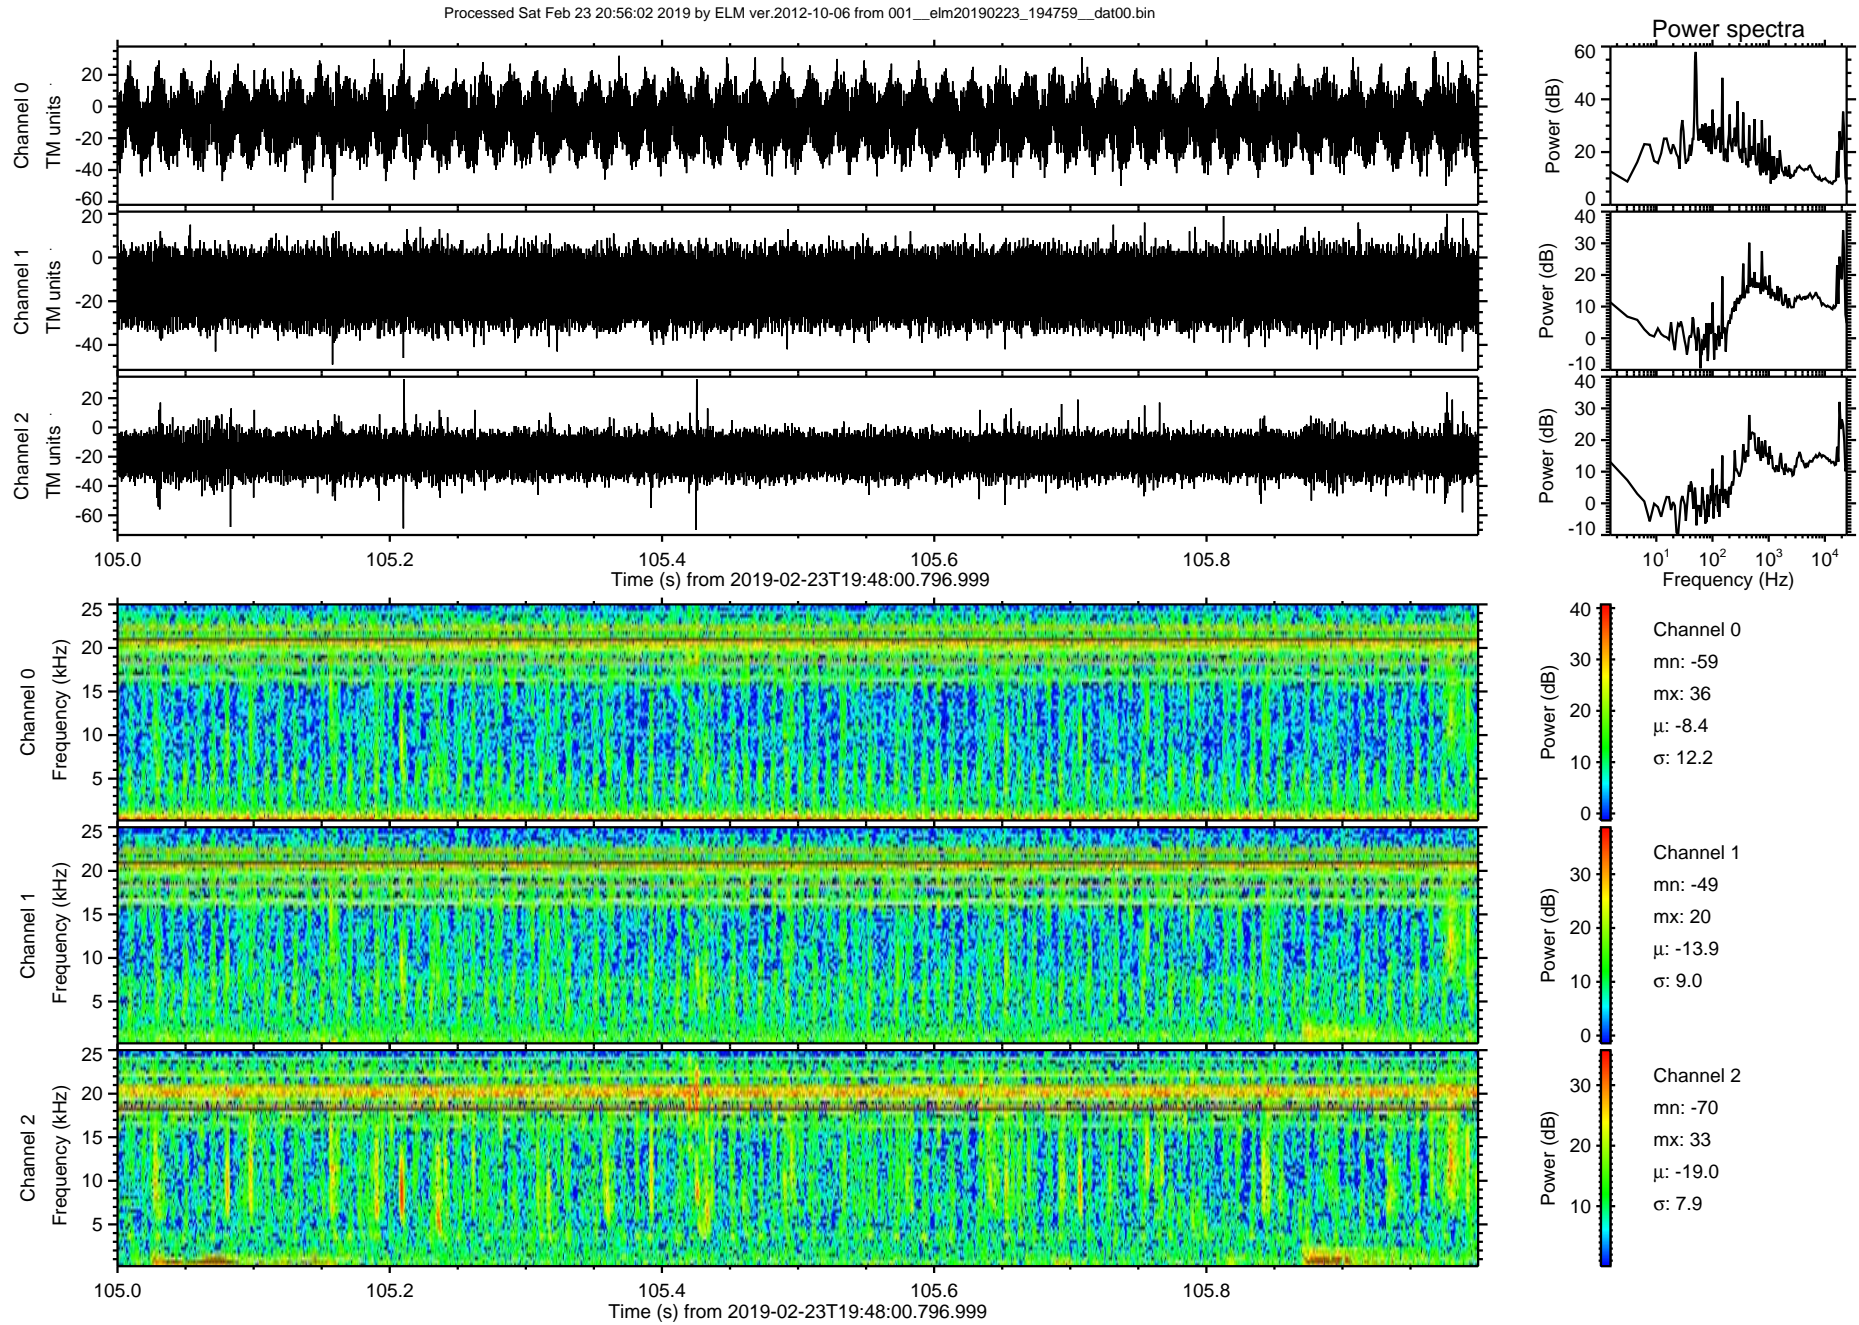 Processed Sat Feb 23 20:56:02 2019 by ELM ver.2012-10-06 from 001__elm20190223_194759__dat00.bin
Power spectra
Channel 0
TM units
20
0
-20
-40
-60
Power (dB)
60
40
20
0
Channel 1
TM units
20
0
-20
-40
Power (dB)
40
30
20
10
0
-10
Channel 2
TM units
20
0
-20
-40
-60
Power (dB)
40
30
20
10
0
-10
105.0 105.2 105.4 105.6 105.8
Time (s) from 2019-02-23T19:48:00.796.999
10¹ 10² 10³ 10⁴
Frequency (Hz)
Channel 0
Frequency (kHz)
25
20
15
10
5
Power (dB)
40
30
20
10
0
Channel 0
mn: -59
mx: 36
μ: -8.4
σ: 12.2
Channel 1
Frequency (kHz)
25
20
15
10
5
Power (dB)
30
20
10
0
Channel 1
mn: -49
mx: 20
μ: -13.9
σ: 9.0
Channel 2
Frequency (kHz)
25
20
15
10
5
Power (dB)
30
20
10
Channel 2
mn: -70
mx: 33
μ: -19.0
σ: 7.9
105.0 105.2 105.4 105.6 105.8
Time (s) from 2019-02-23T19:48:00.796.999